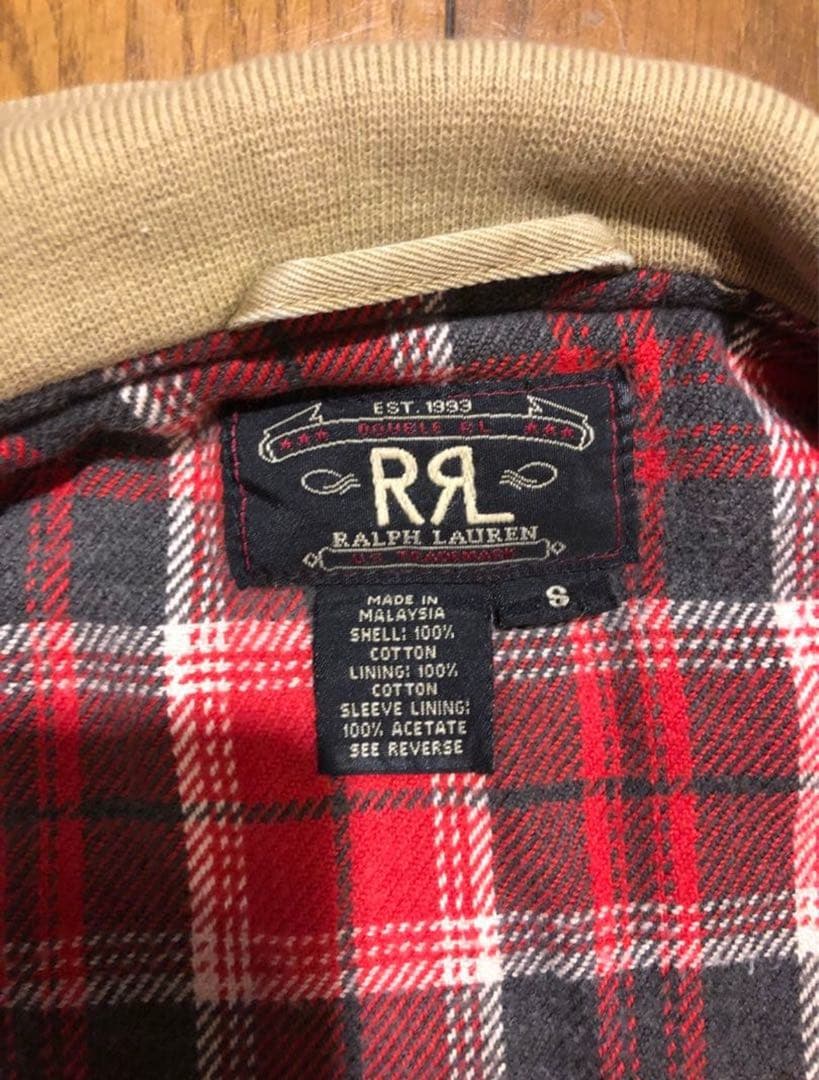 EST. 1993
DOUBLE RL
RRL
RALPH LAUREN
U.S. TRADEMARK
S
MADE IN
MALAYSIA
SHELL: 100%
COTTON
LINING: 100%
COTTON
SLEEVE LINING:
100% ACETATE
SEE REVERSE